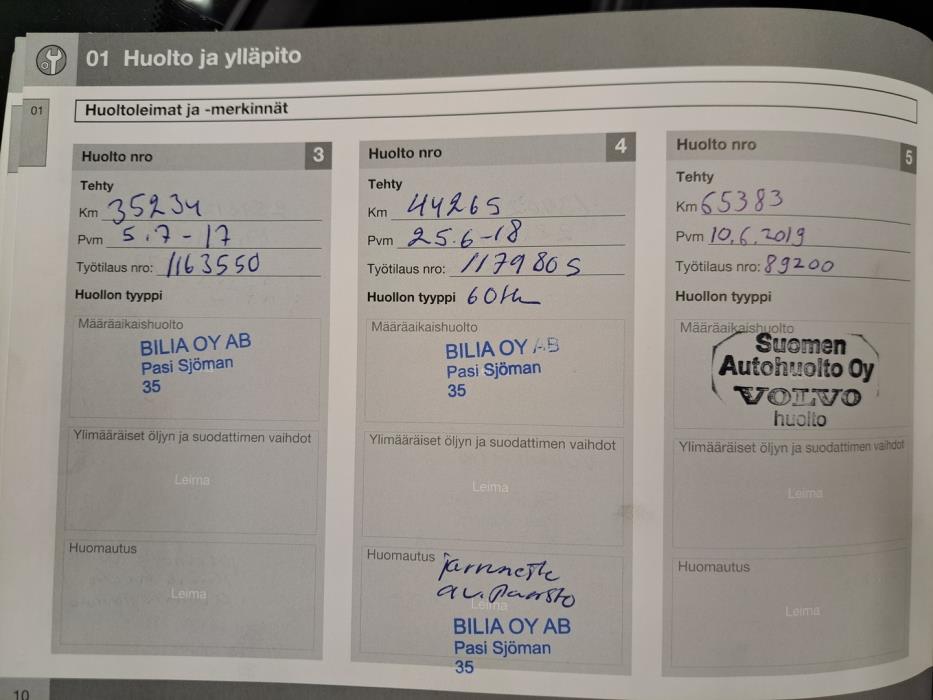 01 Huolto ja ylläpito
01
Huoltoleimat ja -merkinnät
Huolto nro 3
Tehty
Km 35234
Pvm 5.7-17
Työtilaus nro: 1163550
Huollon tyyppi
Määräaikaishuolto
BILIA OY AB
Pasi Sjöman
35
Ylimääräiset öljyn ja suodattimen vaihdot
Leima
Huomautus
Leima
Huolto nro 4
Tehty
Km 44265
Pvm 25.6-18
Työtilaus nro: 1179805
Huollon tyyppi 60tk
Määräaikaishuolto
BILIA OY AB
Pasi Sjöman
35
Ylimääräiset öljyn ja suodattimen vaihdot
Leima
Huomautus
jarruneste
Leima
BILIA OY AB
Pasi Sjöman
35
Huolto nro 5
Tehty
Km 65383
Pvm 10.6.2019
Työtilaus nro: 89200
Huollon tyyppi
Määräaikaishuolto
Suomen
Autohuolto Oy
VOLVO
huolto
Ylimääräiset öljyn ja suodattimen vaihdot
Leima
Huomautus
Leima
10